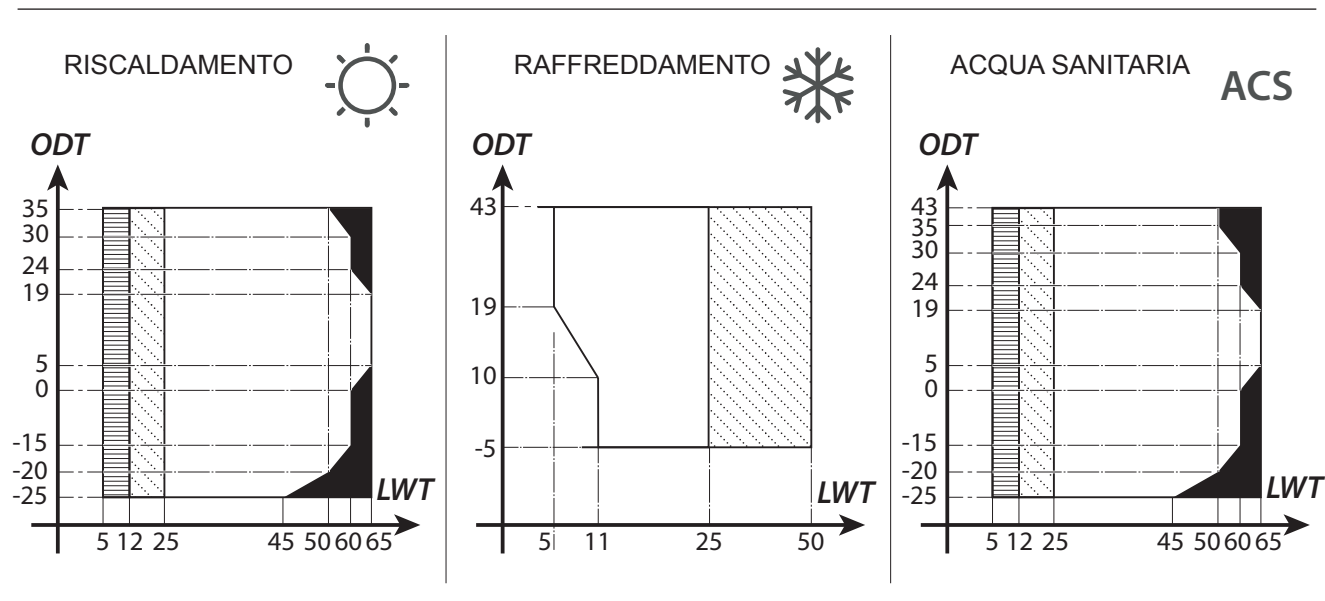 RISCALDAMENTO
ODT
35
30
24
19
5
0
-15
-20
-25
LWT
5 12 25 45 50 60 65
RAFFREDDAMENTO
ODT
43
19
10
-5
LWT
5 11 25 50
ACQUA SANITARIA
ACS
ODT
43
35
30
24
19
5
0
-15
-20
-25
LWT
5 12 25 45 50 60 65